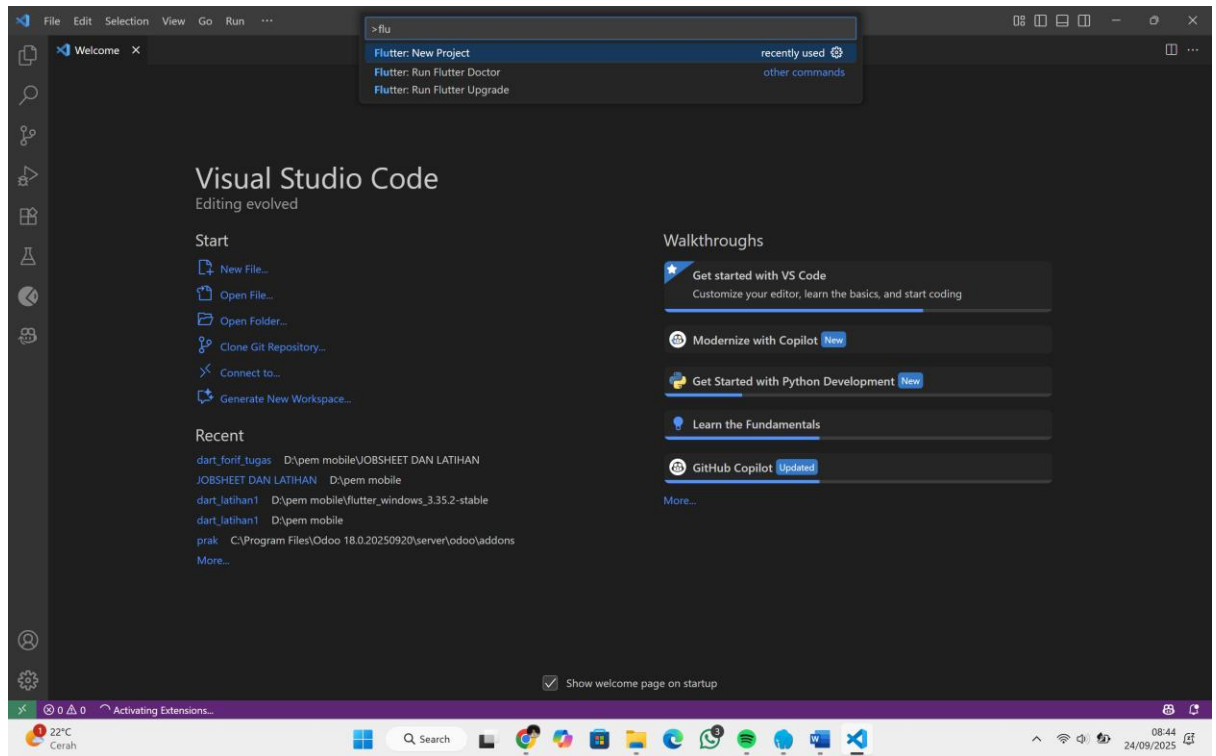 File Edit Selection View Go Run ···
>flu
Flutter: New Project recently used
Flutter: Run Flutter Doctor other commands
Flutter: Run Flutter Upgrade
Welcome
Visual Studio Code
Editing evolved
Start
New File...
Open File...
Open Folder...
Clone Git Repository...
Connect to...
Generate New Workspace...
Recent
dart_forif_tugas D:\pem mobile\JOBSHEET DAN LATIHAN
JOBSHEET DAN LATIHAN D:\pem mobile
dart_latihan1 D:\pem mobile\flutter_windows_3.35.2-stable
dart_latihan1 D:\pem mobile
prak C:\Program Files\Odoo 18.0.20250920\server\odoo\addons
More...
Walkthroughs
Get started with VS Code
Customize your editor, learn the basics, and start coding
Modernize with Copilot New
Get Started with Python Development New
Learn the Fundamentals
GitHub Copilot Updated
More...
Show welcome page on startup
0 0 Activating Extensions...
1
22°C
Cerah
Search
3
08:44
24/09/2025